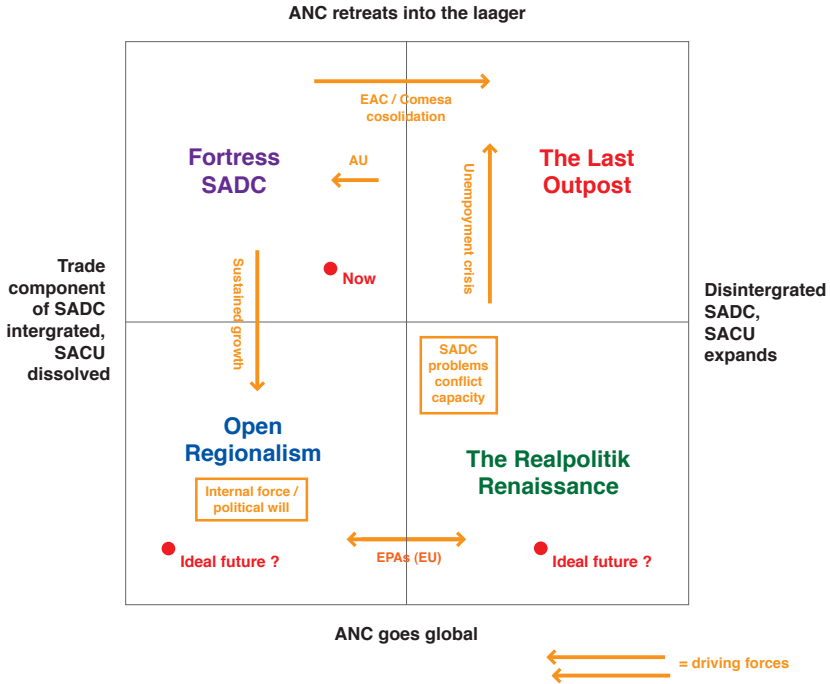 ANC retreats into the laager
EAC / Comesa
cosolidation
Fortress
SADC
AU
The Last
Outpost
Unempoyment crisis
Sustained growth
Now
Trade
component
of SADC
intergrated,
SACU
dissolved
Disintergrated
SADC,
SACU
expands
SADC
problems
conflict
capacity
Open
Regionalism
The Realpolitik
Renaissance
Internal force /
political will
Ideal future ?
EPAs (EU)
Ideal future ?
ANC goes global
= driving forces